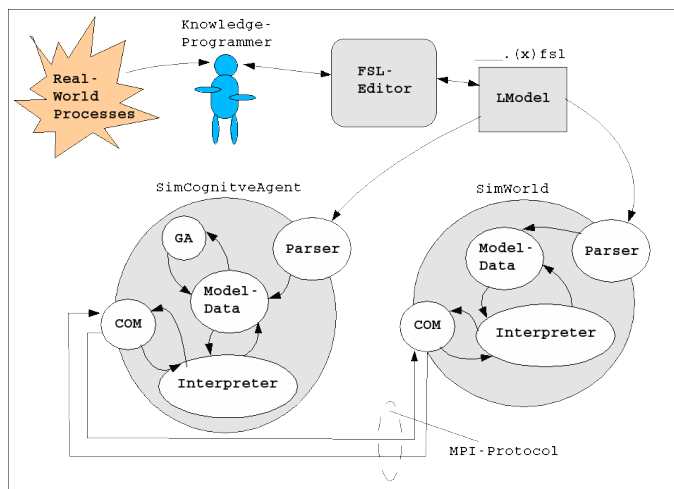 Knowledge-
Programmer
Real-
World
Processes
FSL-
Editor
___.(x)fsl
LModel
SimCognitveAgent
SimWorld
GA
Parser
Model-
Data
COM
Interpreter
Parser
Model-
Data
COM
Interpreter
MPI-Protocol